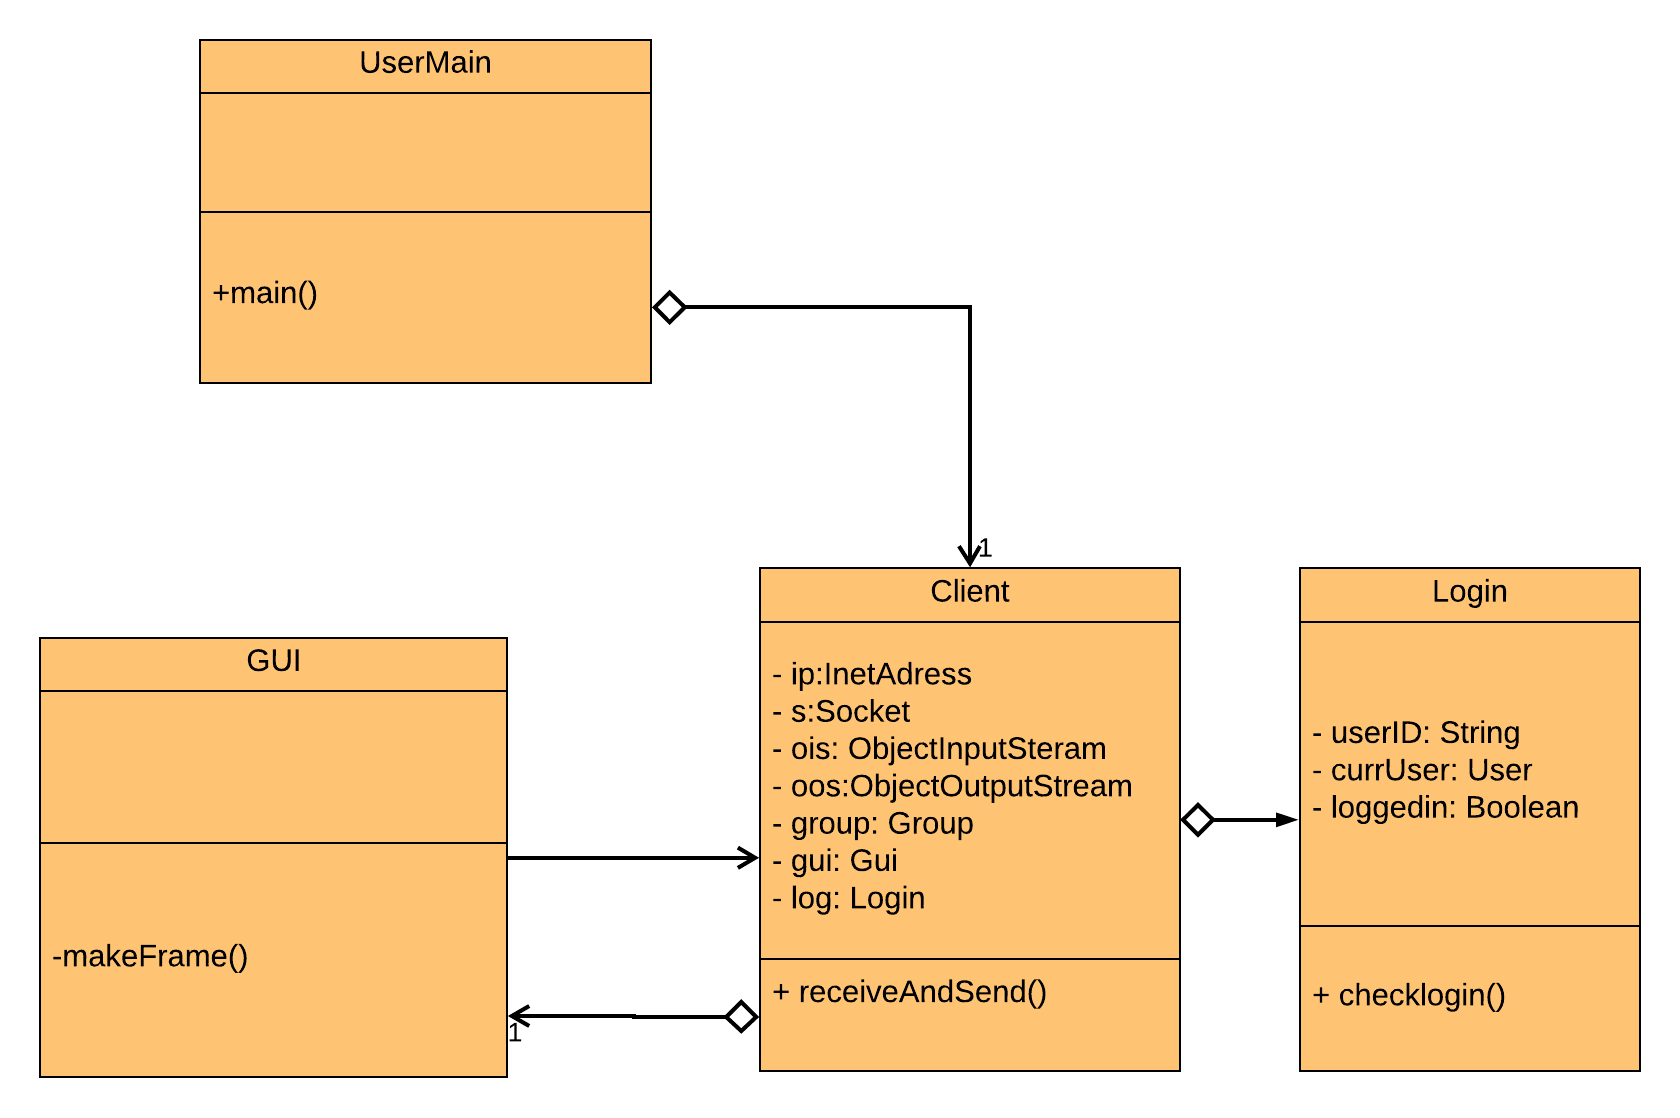 UserMain
+main()
1
Client
- ip:InetAdress
- s:Socket
- ois: ObjectInputSteram
- oos:ObjectOutputStream
- group: Group
- gui: Gui
- log: Login
+ receiveAndSend()
Login
- userID: String
- currUser: User
- loggedin: Boolean
+ checklogin()
GUI
-makeFrame()
1